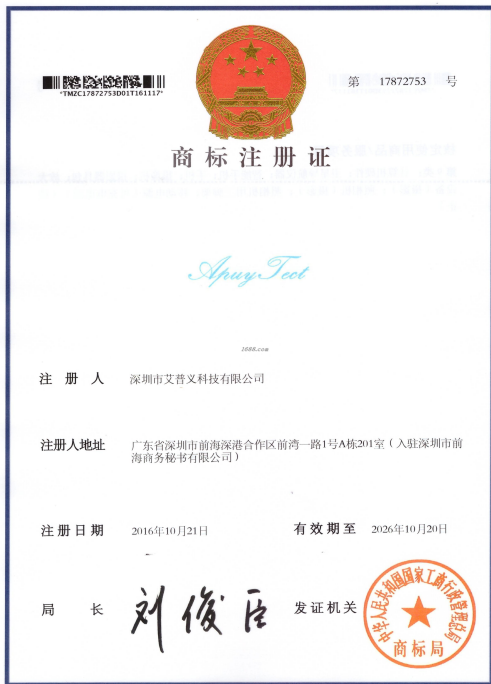 第 17872753 号
*TMZC17872753D01T161117*
商标注册证
ApuyTect
1688.com
注册人 深圳市艾普义科技有限公司
注册人地址 广东省深圳市前海深港合作区前湾一路1号A栋201室（入驻深圳市前
海商务秘书有限公司）
注册日期 2016年10月21日 有效期至 2026年10月20日
局长 刘俊臣 发证机关
中华人民共和国国家工商行政管理总局
商标局